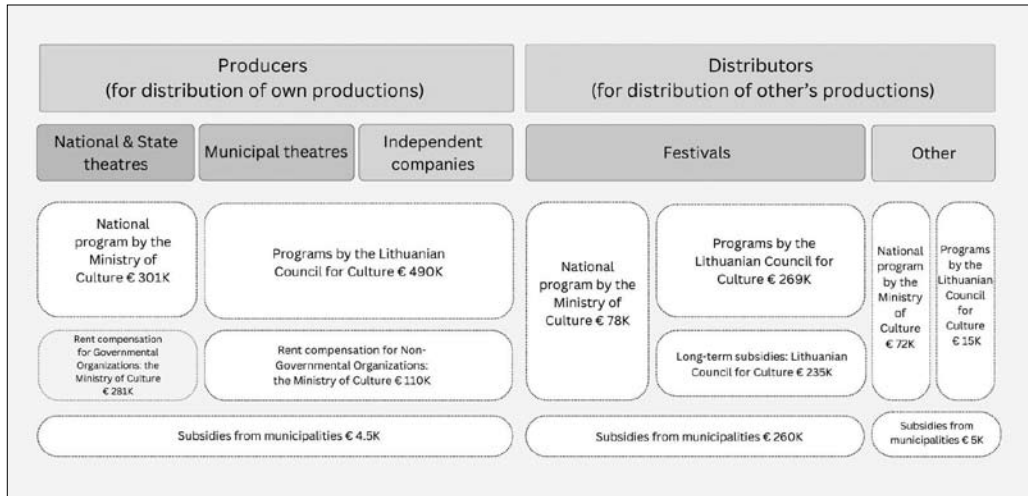 Producers
(for distribution of own productions)
Distributors
(for distribution of other's productions)
National & State
theatres
Municipal theatres
Independent
companies
Festivals
Other
National
program by the
Ministry of
Culture € 301K
Programs by the Lithuanian
Council for Culture € 490K
National
program by the
Ministry of
Culture € 78K
Programs by the
Lithuanian Council for
Culture € 269K
National
program
by the
Ministry
of
Culture
€ 72K
Programs
by the
Lithuanian
Council
for
Culture
€ 15K
Rent compensation
for Governmental
Organizations: the
Ministry of Culture
€ 281K
Rent compensation for Non-
Governmental Organizations:
the Ministry of Culture € 110K
Long-term subsidies: Lithuanian
Council for Culture € 235K
Subsidies from municipalities € 4.5K
Subsidies from municipalities € 260K
Subsidies from
municipalities € 5K